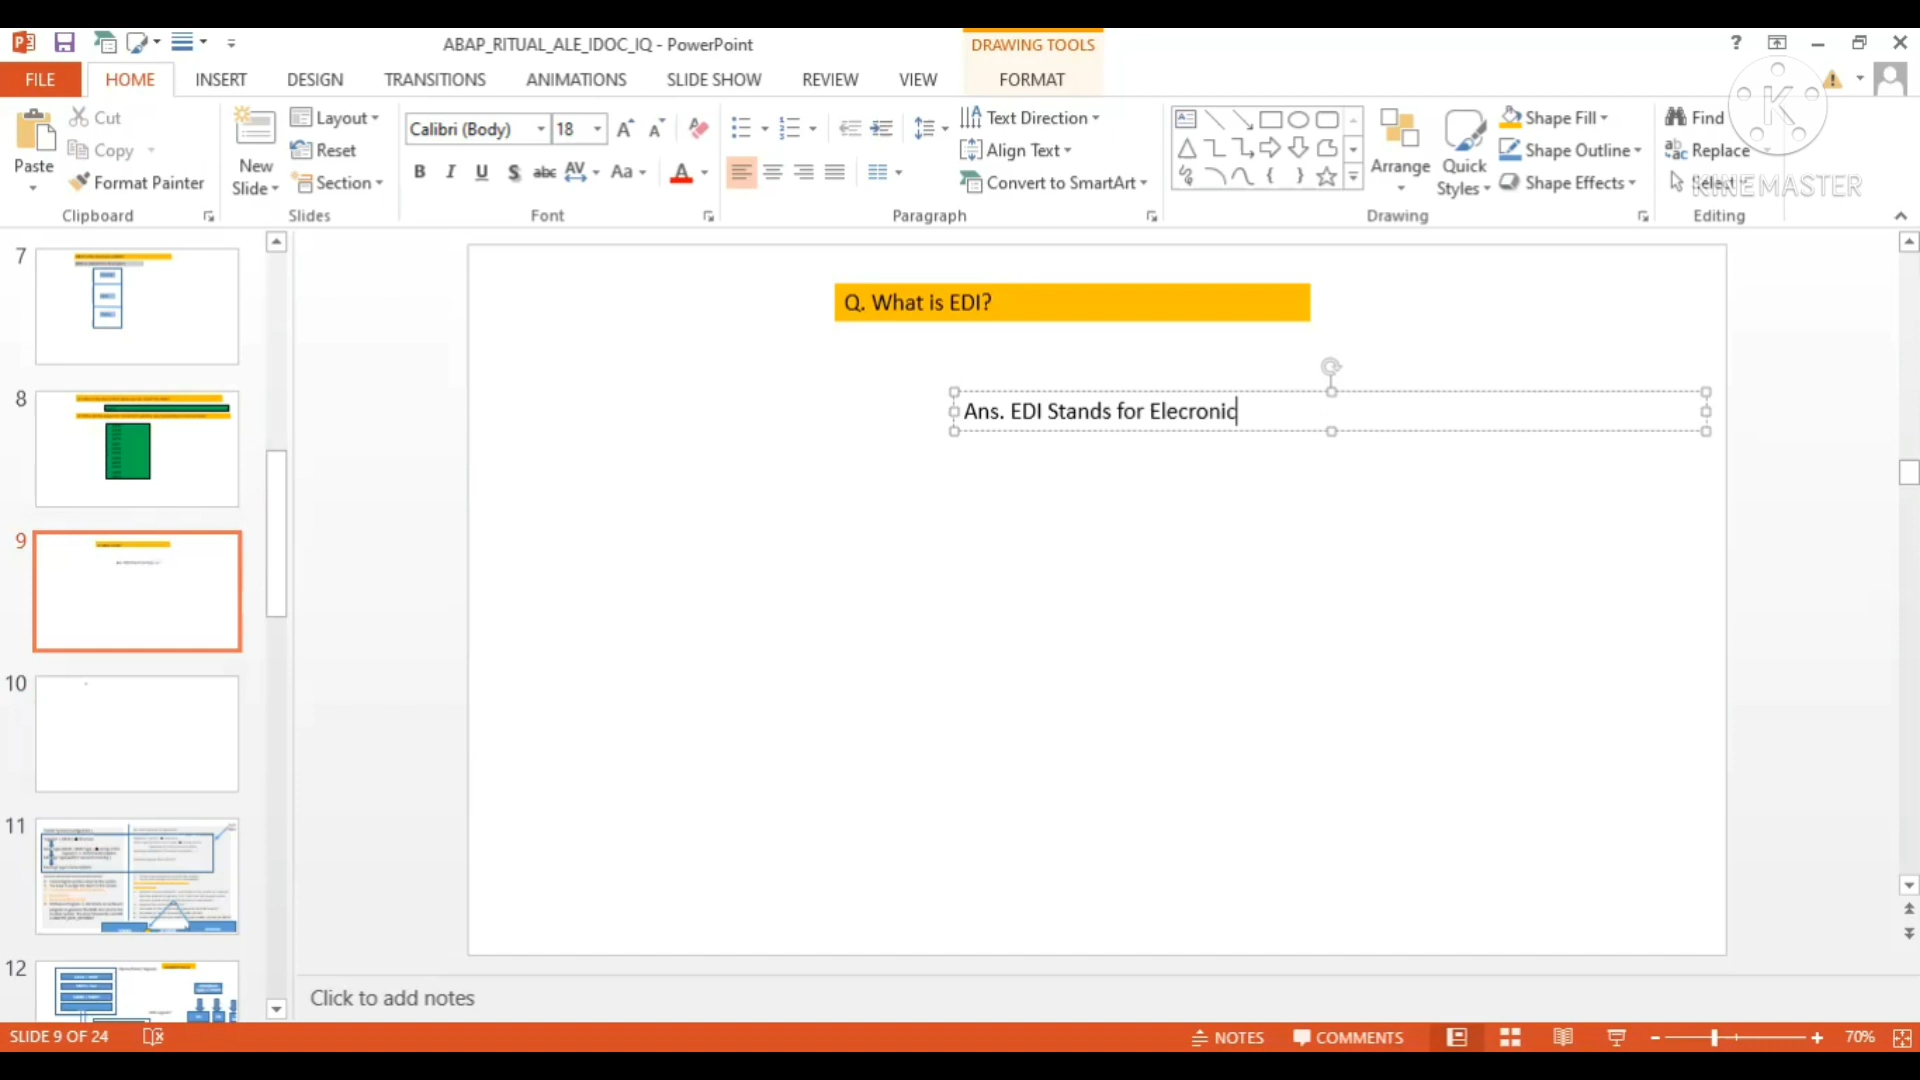 ABAP_RITUAL_ALE_IDOC_IQ - PowerPoint
DRAWING TOOLS
?
FILE
HOME
INSERT
DESIGN
TRANSITIONS
ANIMATIONS
SLIDE SHOW
REVIEW
VIEW
FORMAT
Paste
Cut
Copy
Format Painter
Clipboard
New
Slide
Layout
Reset
Section
Slides
Calibri (Body)
18
Font
Text Direction
Align Text
Convert to SmartArt
Paragraph
Arrange
Quick
Styles
Shape Fill
Shape Outline
Shape Effects
Drawing
Find
Replace
Select
Editing
K
KINEMASTER
7
8
9
10
11
12
Q. What is EDI?
Ans. EDI Stands for Elecronic
Click to add notes
SLIDE 9 OF 24
NOTES
COMMENTS
70%